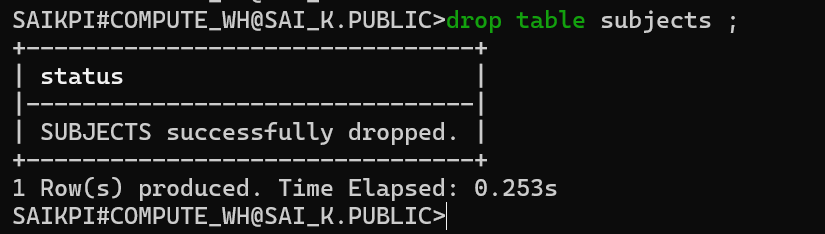 SAIKPI#COMPUTE_WH@SAI_K.PUBLIC>drop table subjects ;
+-------------------------------+
| status                        |
|-------------------------------|
| SUBJECTS successfully dropped. |
+-------------------------------+
1 Row(s) produced. Time Elapsed: 0.253s
SAIKPI#COMPUTE_WH@SAI_K.PUBLIC>